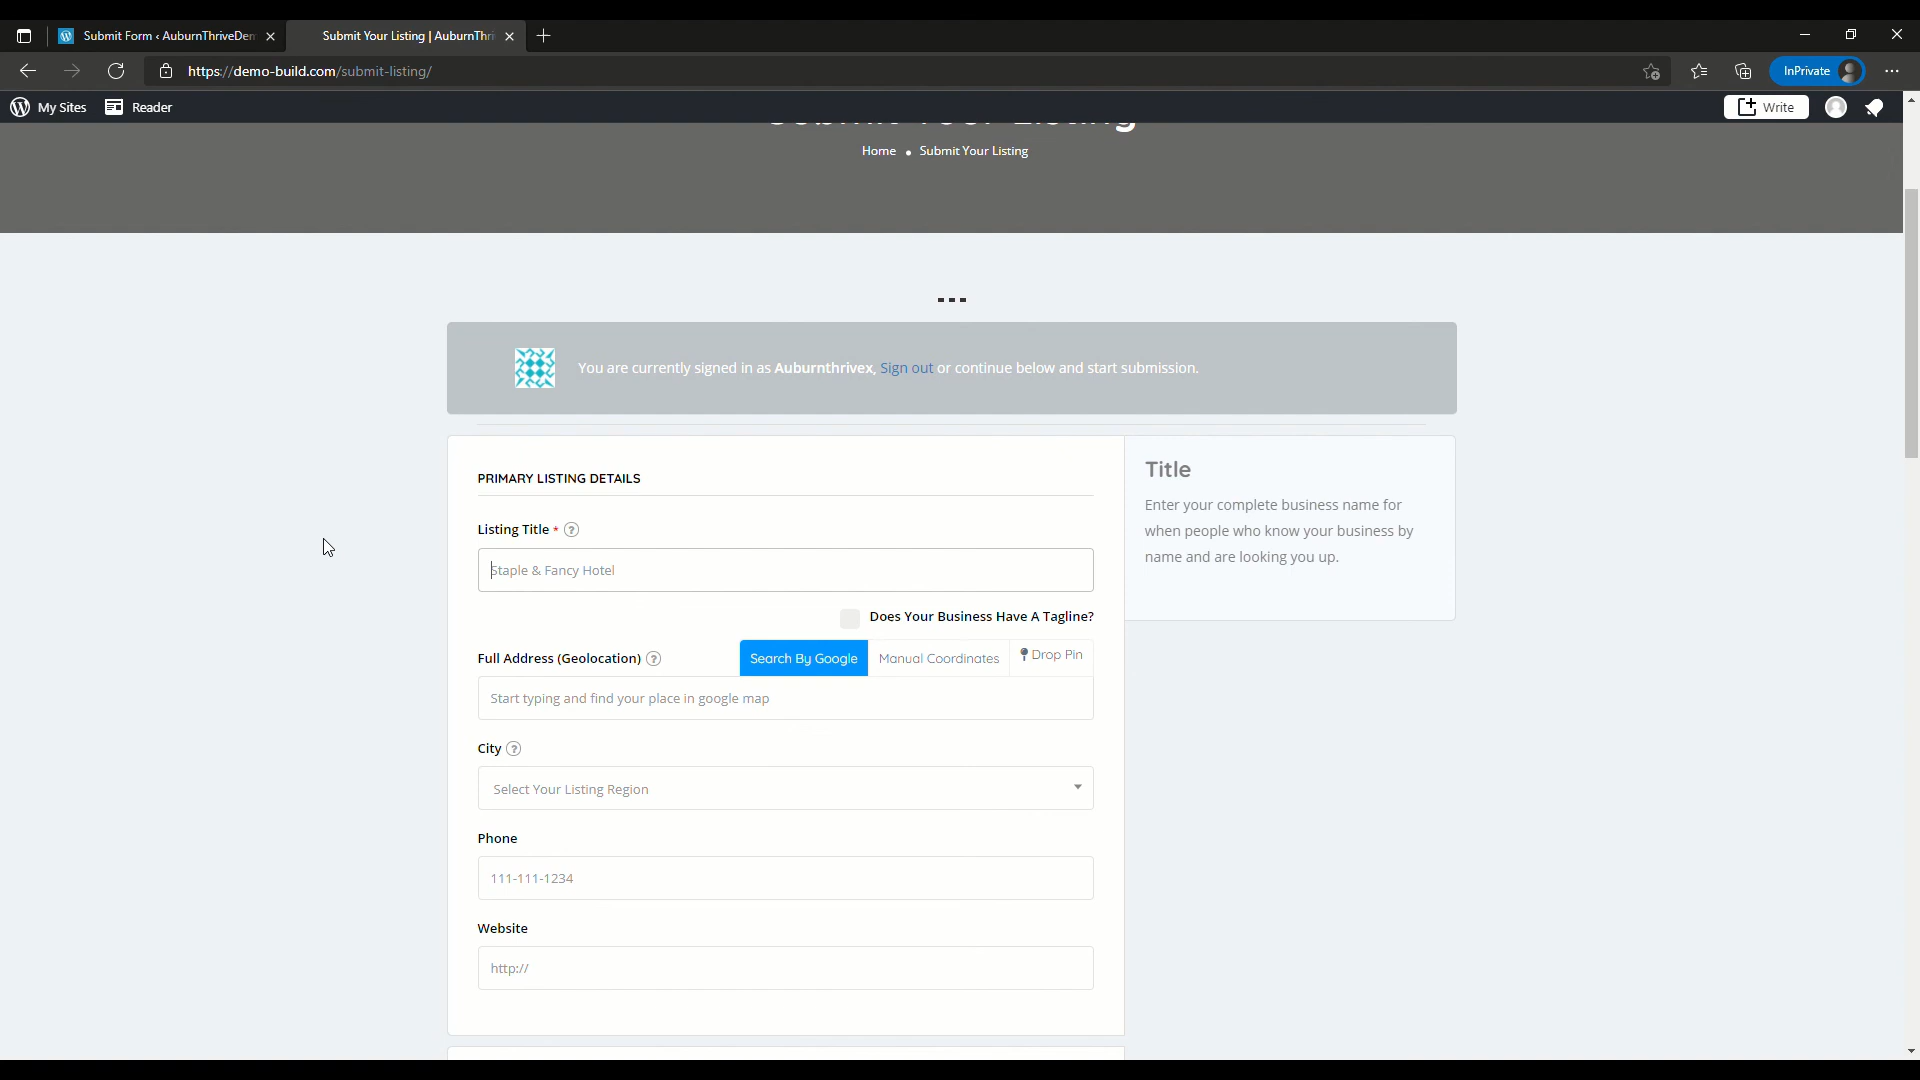 Submit Form ‹ AuburnThriveDem
Submit Your Listing | AuburnThri
https://demo-build.com/submit-listing/
InPrivate
My Sites
Reader
Write
Submit Your Listing
Home • Submit Your Listing
You are currently signed in as Auburnthrivex, Sign out or continue below and start submission.
PRIMARY LISTING DETAILS
Listing Title * ?
Staple & Fancy Hotel
Does Your Business Have A Tagline?
Full Address (Geolocation) ?
Search By Google
Manual Coordinates
Drop Pin
Start typing and find your place in google map
City ?
Select Your Listing Region
Phone
111-111-1234
Website
http://
Title
Enter your complete business name for
when people who know your business by
name and are looking you up.